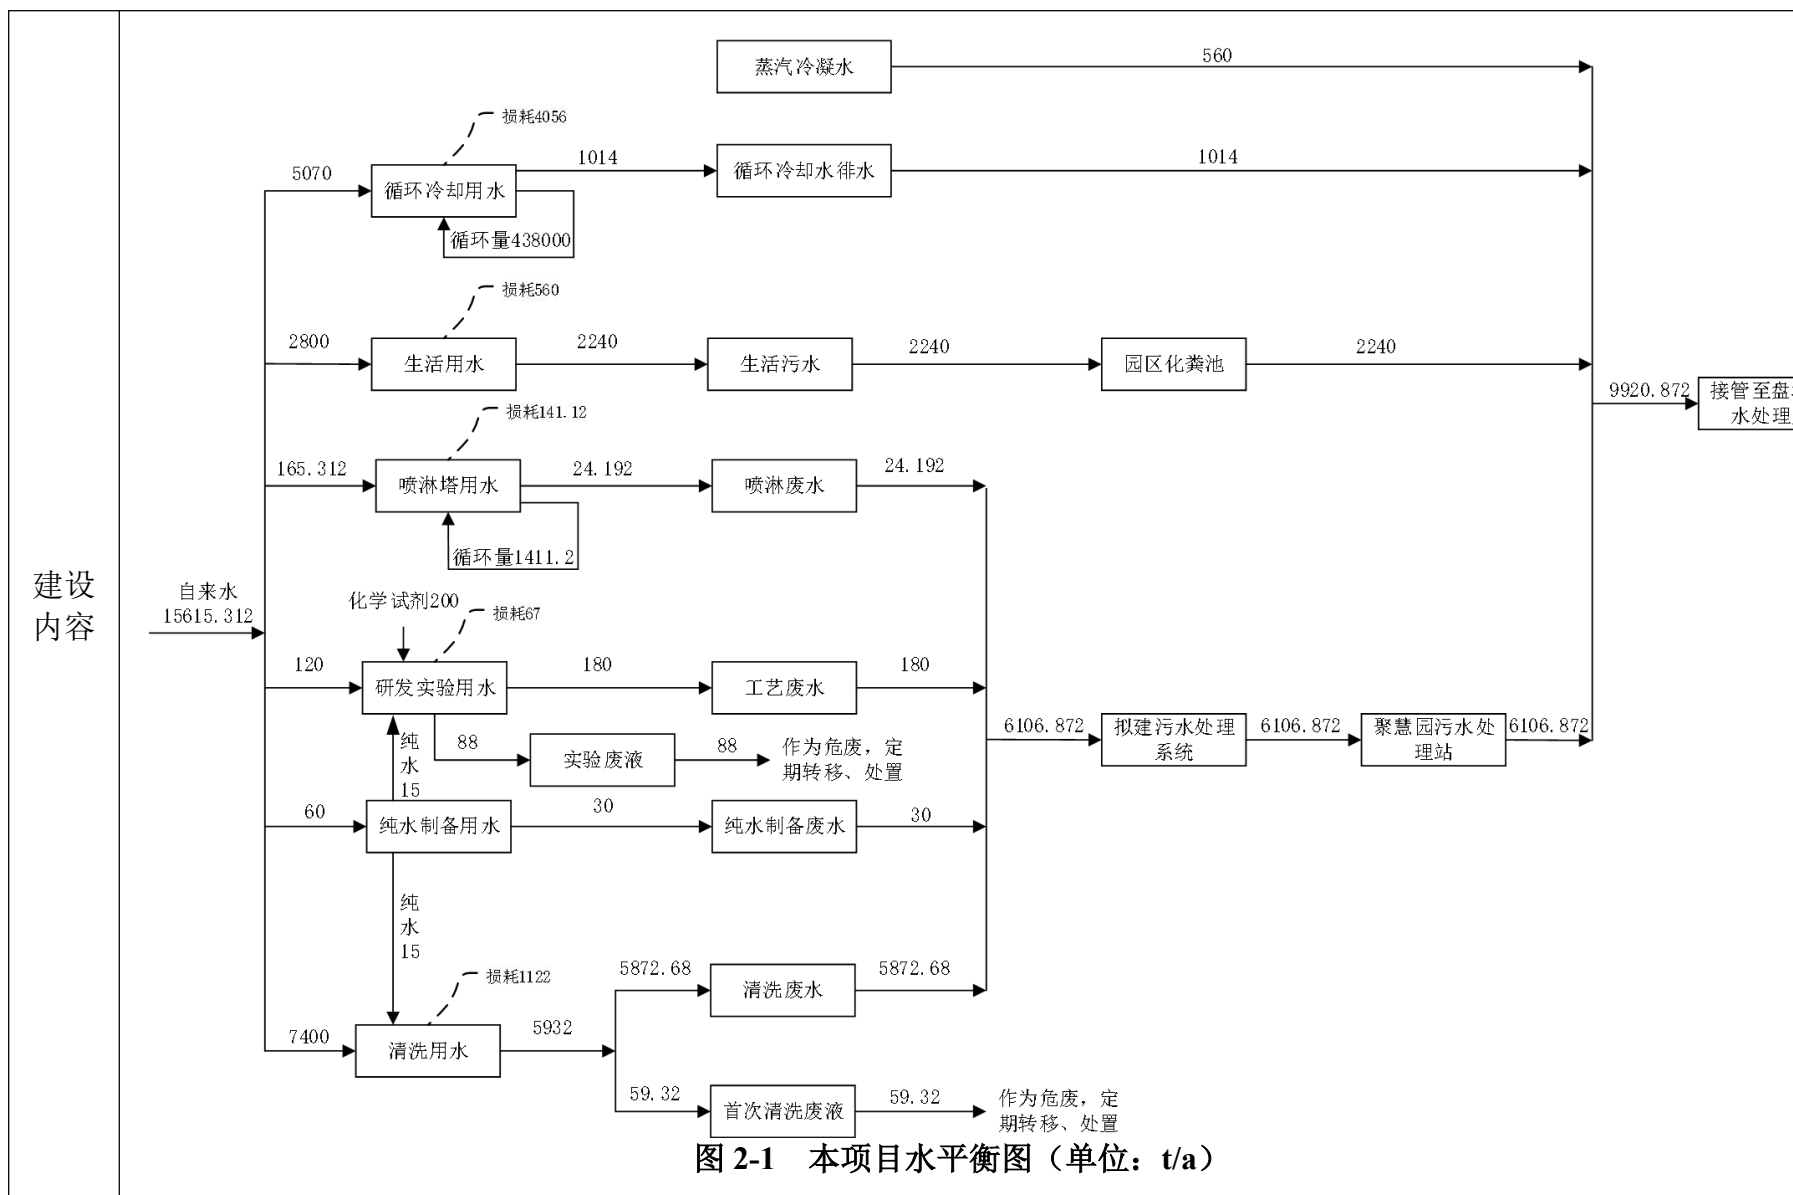 建设
内容
蒸汽冷凝水
560
损耗4056
5070
循环冷却用水
1014
循环冷却水排水
1014
循环量438000
损耗560
2800
生活用水
2240
生活污水
2240
园区化粪池
2240
9920.872
接管至盘
水处理
损耗141.12
165.312
喷淋塔用水
24.192
喷淋废水
24.192
循环量1411.2
自来水
15615.312
化学试剂200
损耗67
120
研发实验用水
180
工艺废水
180
纯
水
15
88
实验废液
88
作为危废，定
期转移、处置
6106.872
拟建污水处理
系统
6106.872
聚慧园污水处
理站
6106.872
60
纯水制备用水
30
纯水制备废水
30
纯
水
15
损耗1122
7400
清洗用水
5932
5872.68
清洗废水
5872.68
59.32
首次清洗废液
59.32
作为危废，定
期转移、处置
图 2-1 本项目水平衡图（单位：t/a）